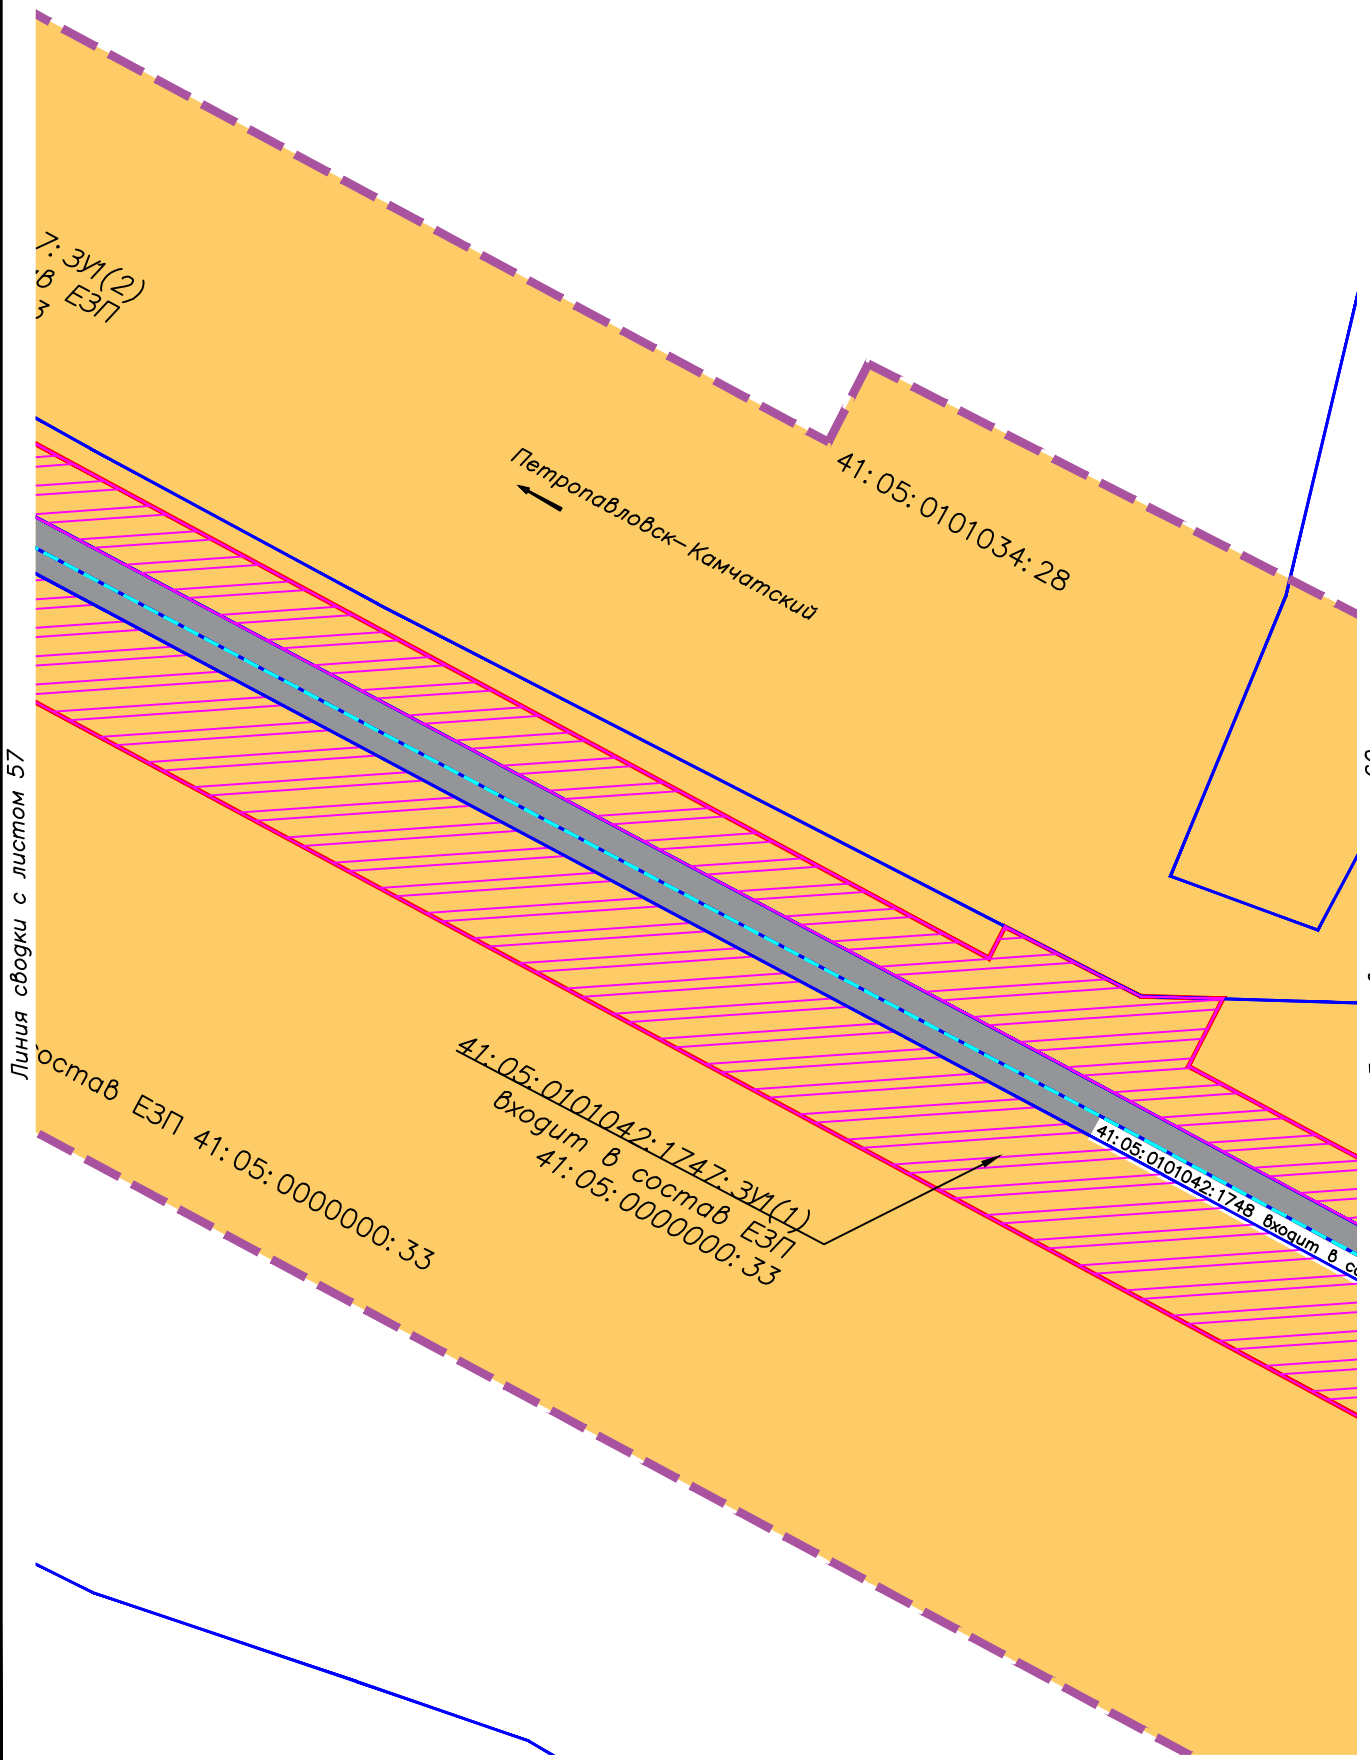 7:ЗУ1(2)
ЕЗП
3
Петропавловск-Камчатский
41:05:0101034:28
Линия сводки с листом 57
состав ЕЗП 41:05:0000000:33
41:05:0101042:1747:ЗУ1(1)
входит в состав ЕЗП
41:05:0000000:33
41:05:0101042:1748 входит в со